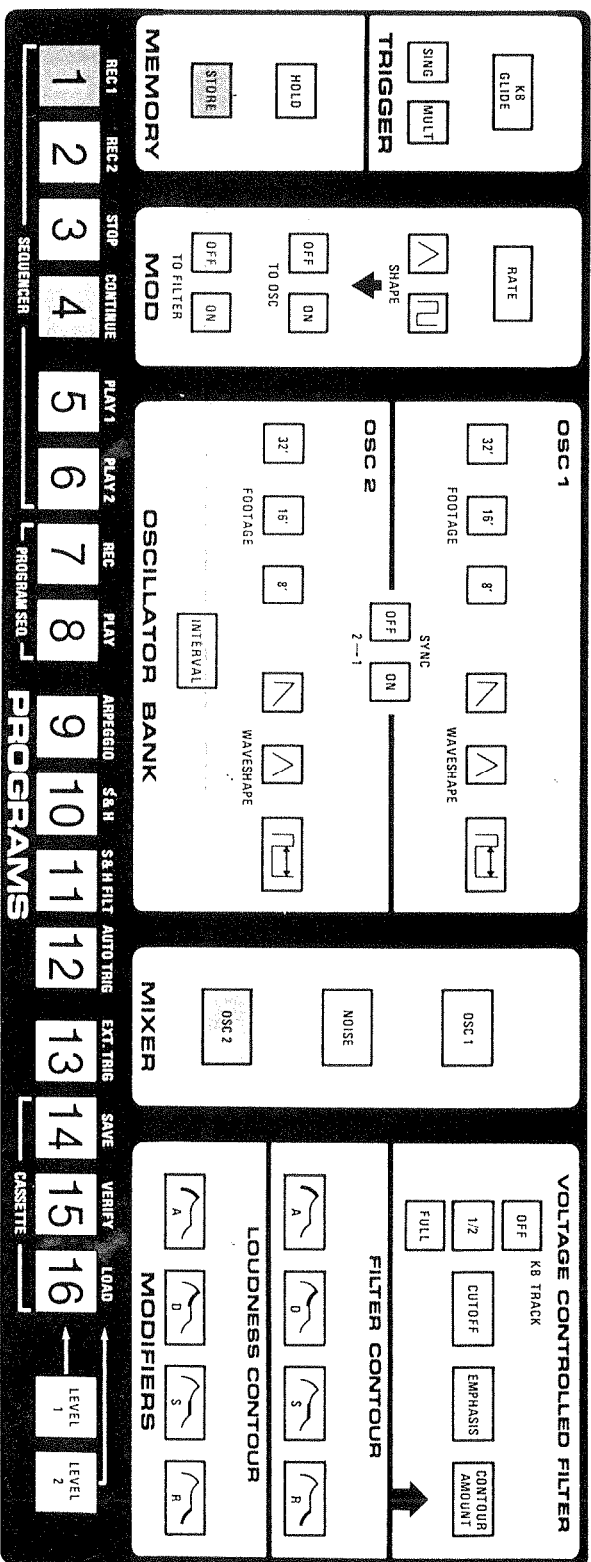 KB
GLIDE
TRIGGER
SING
MULT
HOLD
STORE
MEMORY
RATE
SHAPE
OFF
ON
TO OSC
OFF
ON
TO FILTER
MOD
OSC 1
32'
16'
8'
FOOTAGE
WAVESHAPE
SYNC
OFF
ON
2—1
OSC 2
32'
16'
8'
FOOTAGE
WAVESHAPE
INTERVAL
OSCILLATOR BANK
OSC 1
NOISE
OSC 2
MIXER
VOLTAGE CONTROLLED FILTER
OFF
KB TRACK
1/2
FULL
CUTOFF
EMPHASIS
CONTOUR
AMOUNT
FILTER CONTOUR
A
D
S
R
LOUDNESS CONTOUR
A
D
S
R
MODIFIERS
REC 1
REC 2
STOP
CONTINUE
PLAY 1
PLAY 2
REC
PLAY
ARPEGGIO
S & H
S & H FILT
AUTO TRIG
EXT. TRIG
SAVE
VERIFY
LOAD
1
2
3
4
5
6
7
8
9
10
11
12
13
14
15
16
LEVEL
1
LEVEL
2
SEQUENCER
PROGRAM SEQ
PROGRAMS
CASSETTE